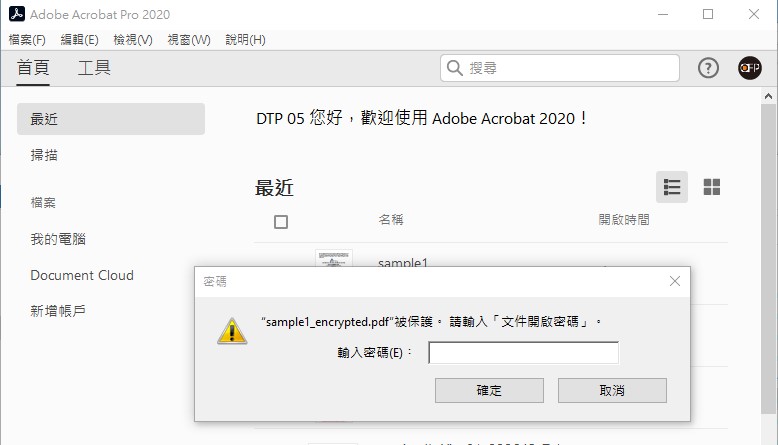 Adobe Acrobat Pro 2020
檔案(F) 編輯(E) 檢視(V) 視窗(W) 說明(H)
首頁 工具 搜尋
最近
掃描
檔案
我的電腦
Document Cloud
新增帳戶
DTP 05 您好，歡迎使用 Adobe Acrobat 2020！
最近
名稱 開啟時間
sample1
密碼
“sample1_encrypted.pdf”被保護。 請輸入「文件開啟密碼」。
輸入密碼(E)：
確定 取消